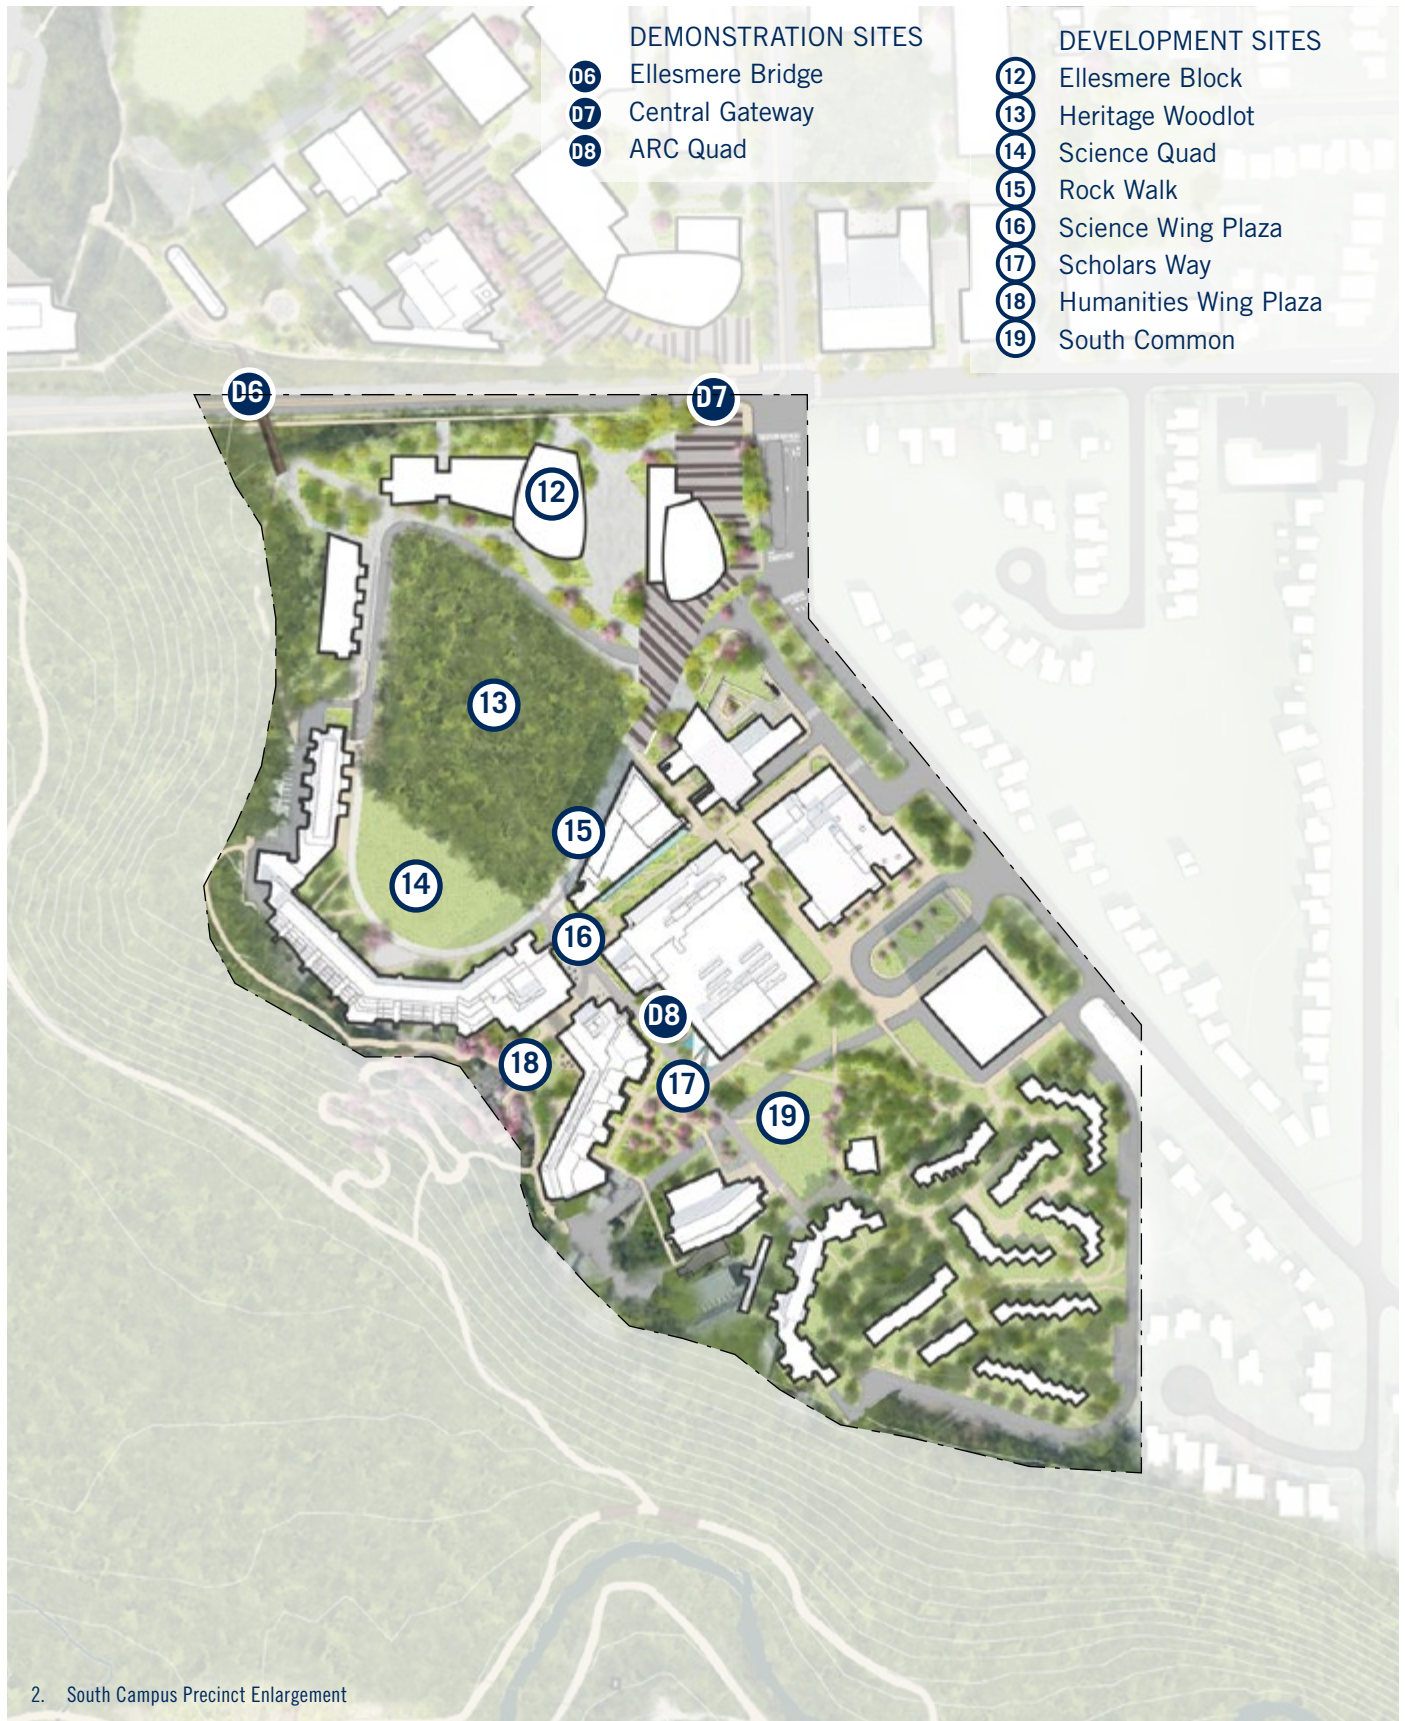 DEMONSTRATION SITES
D6 Ellesmere Bridge
D7 Central Gateway
D8 ARC Quad
DEVELOPMENT SITES
12 Ellesmere Block
13 Heritage Woodlot
14 Science Quad
15 Rock Walk
16 Science Wing Plaza
17 Scholars Way
18 Humanities Wing Plaza
19 South Common
D6
D7
12
13
15
14
16
D8
18
17
19
2. South Campus Precinct Enlargement